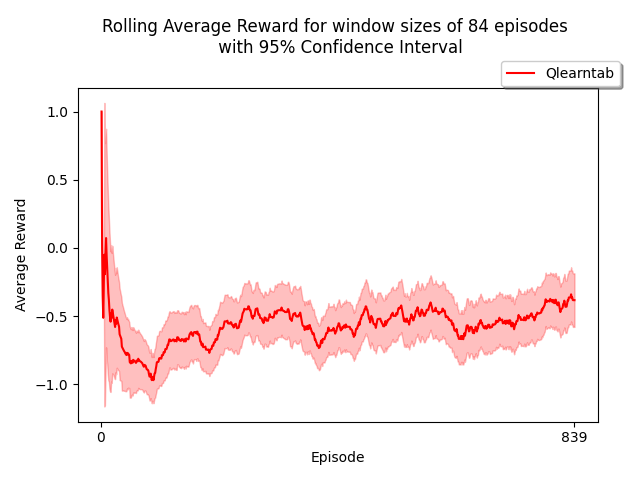 Rolling Average Reward for window sizes of 84 episodes
with 95% Confidence Interval
Qlearntab
1.0
0.5
0.0
−0.5
−1.0
Average Reward
0
839
Episode